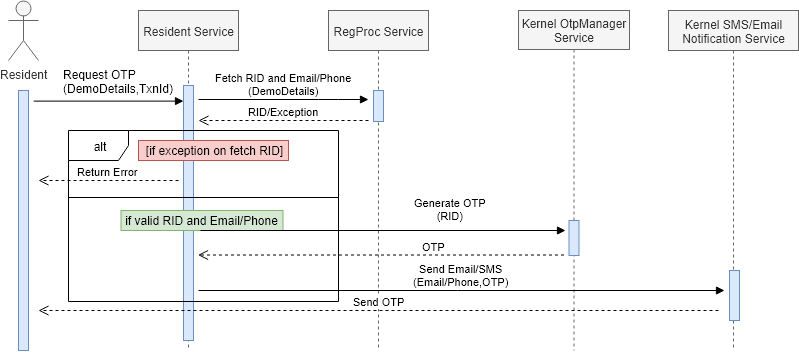 Resident
Resident Service
RegProc Service
Kernel OtpManager
Service
Kernel SMS/Email
Notification Service
Request OTP
(DemoDetails,TxnId)
Fetch RID and Email/Phone
(DemoDetails)
RID/Exception
alt
[if exception on fetch RID]
Return Error
if valid RID and Email/Phone
Generate OTP
(RID)
OTP
Send Email/SMS
(Email/Phone,OTP)
Send OTP